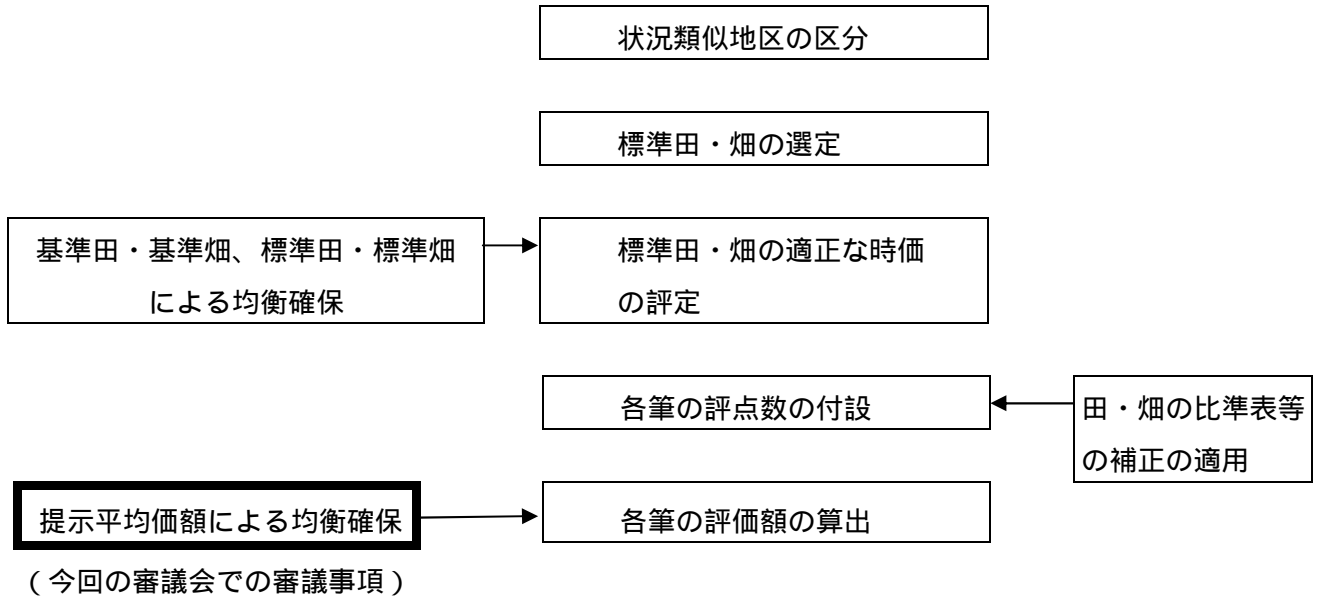 状況類似地区の区分
標準田・畑の選定
基準田・基準畑、標準田・標準畑
による均衡確保
標準田・畑の適正な時価
の評定
各筆の評点数の付設
田・畑の比準表等
の補正の適用
提示平均価額による均衡確保
各筆の評価額の算出
（今回の審議会での審議事項）